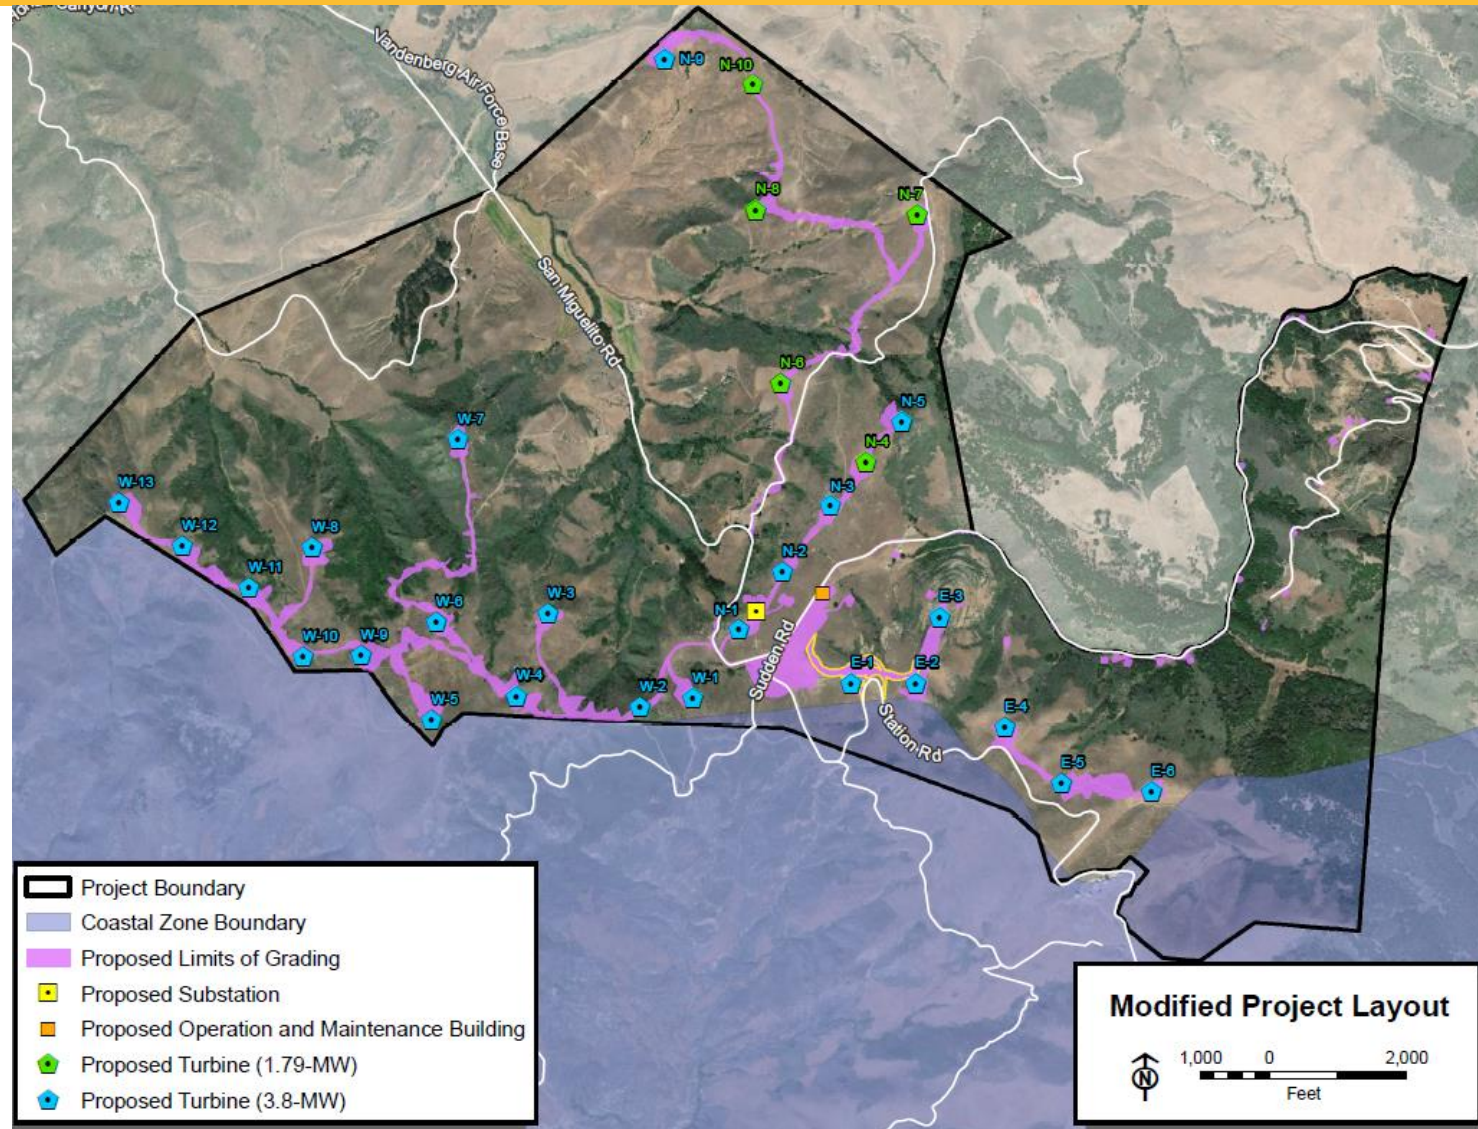 Canyon
Vandenberg Air Force Base
N-9
N-10
N-8
N-7
San Miguelito Rd
N-6
N-5
W-7
N-4
W-13
N-3
W-12
W-8
N-2
W-11
W-3
E-3
W-6
N-1
W-10
W-9
Sudden Rd
E-1
E-2
W-4
W-2
W-1
W-5
Station Rd
E-4
E-5
E-6
Project Boundary
Coastal Zone Boundary
Proposed Limits of Grading
Proposed Substation
Proposed Operation and Maintenance Building
Proposed Turbine (1.79-MW)
Proposed Turbine (3.8-MW)
Modified Project Layout
N
1,000 0 2,000
Feet